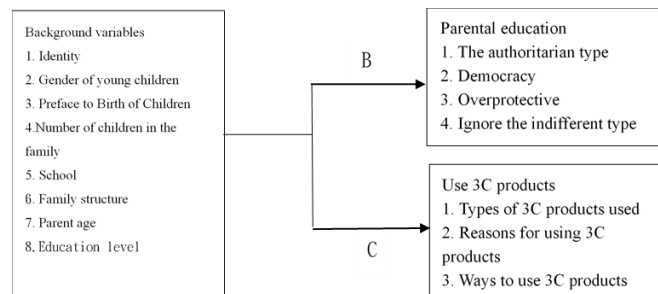 Background variables
1. Identity
2. Gender of young children
3. Preface to Birth of Children
4.Number of children in the
family
5. School
6. Family structure
7. Parent age
8.Education level
B
Parental education
1. The authoritarian type
2. Democracy
3. Overprotective
4. Ignore the indifferent type
C
Use 3C products
1. Types of 3C products used
2. Reasons for using 3C
products
3. Ways to use 3C products